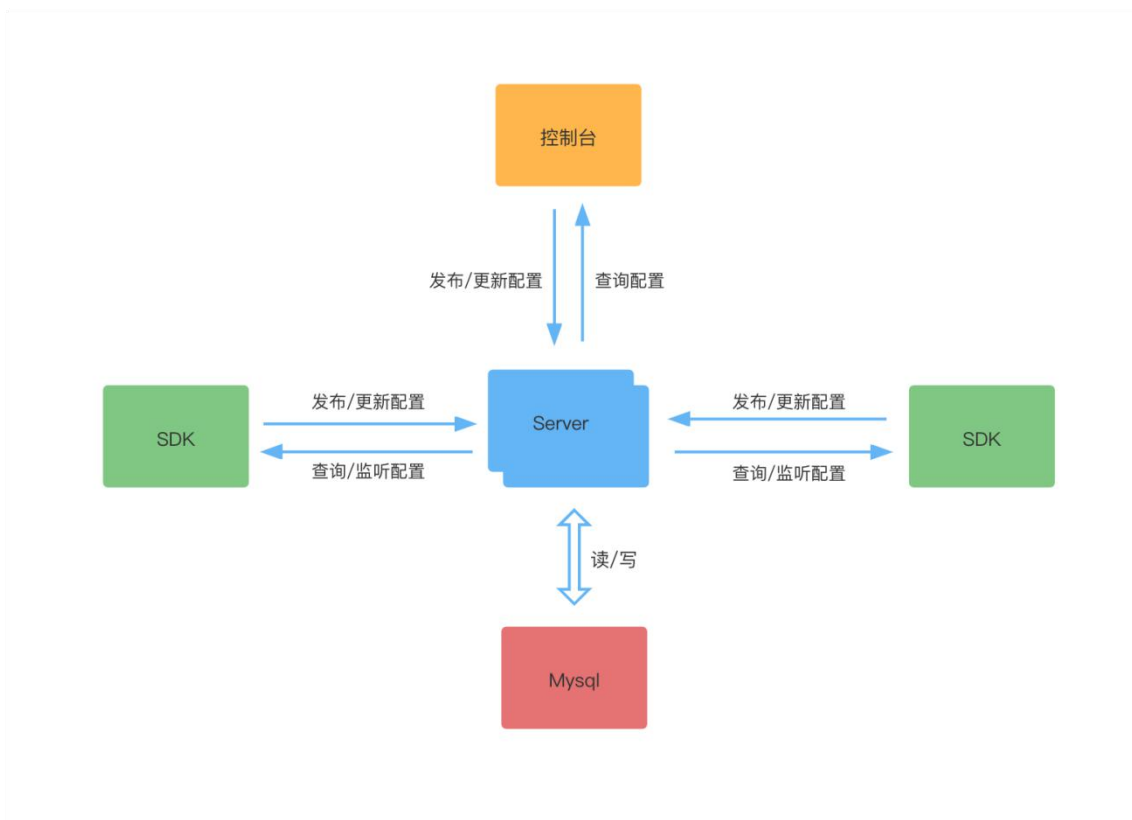 控制台
发布/更新配置
查询配置
发布/更新配置
发布/更新配置
SDK
Server
SDK
查询/监听配置
查询/监听配置
读/写
Mysql